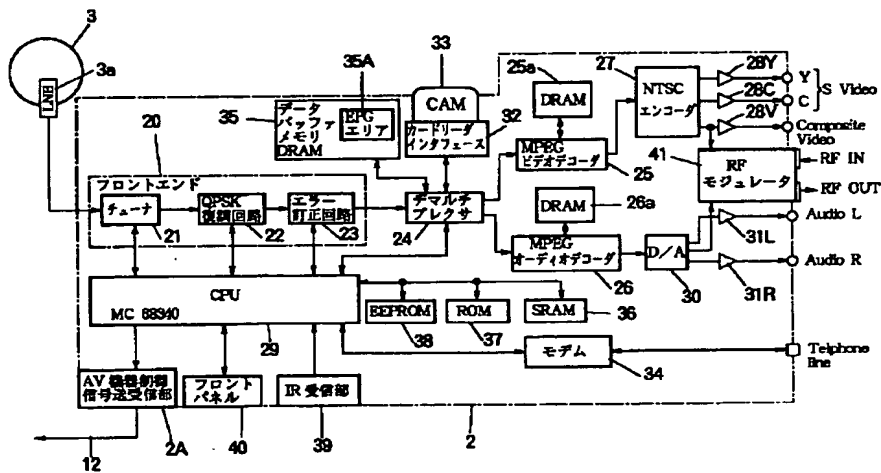 3
LNB
3a
20
フロントエンド
チューナ
21
QPSK
復調回路
22
エラー
訂正回路
23
35
データ
バッファ
メモリ
DRAM
35A
EPG
エリア
33
CAM
カードリーダ
インタフェース
32
デマルチ
プレクサ
24
25a
DRAM
MPEG
ビデオデコーダ
25
DRAM
26a
MPEG
オーディオデコーダ
26
27
NTSC
エンコーダ
28Y
28C
28V
Y
C
S Video
Composite
Video
41
RF
モジュレータ
RF IN
RF OUT
D/A
30
31L
31R
Audio L
Audio R
CPU
MC 68340
29
EEPROM
38
ROM
37
SRAM
36
モデム
34
Telphone
line
AV機器制御
信号送受信部
2A
12
フロント
パネル
40
IR受信部
39
2